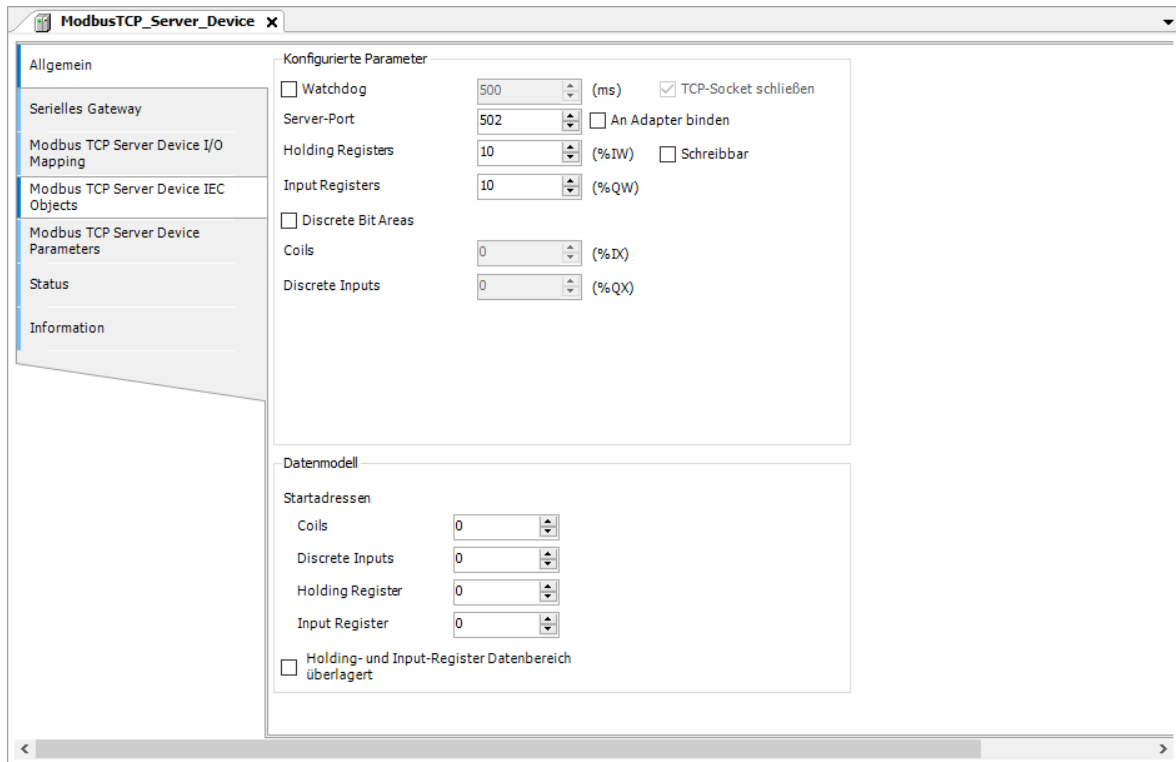 ModbusTCP_Server_Device
Allgemein
Serielles Gateway
Modbus TCP Server Device I/O
Mapping
Modbus TCP Server Device IEC
Objects
Modbus TCP Server Device
Parameters
Status
Information
Konfigurierte Parameter
Watchdog 500 (ms) TCP-Socket schließen
Server-Port 502 An Adapter binden
Holding Registers 10 (%IW) Schreibbar
Input Registers 10 (%QW)
Discrete Bit Areas
Coils 0 (%IX)
Discrete Inputs 0 (%QX)
Datenmodell
Startadressen
Coils 0
Discrete Inputs 0
Holding Register 0
Input Register 0
Holding- und Input-Register Datenbereich
überlagert